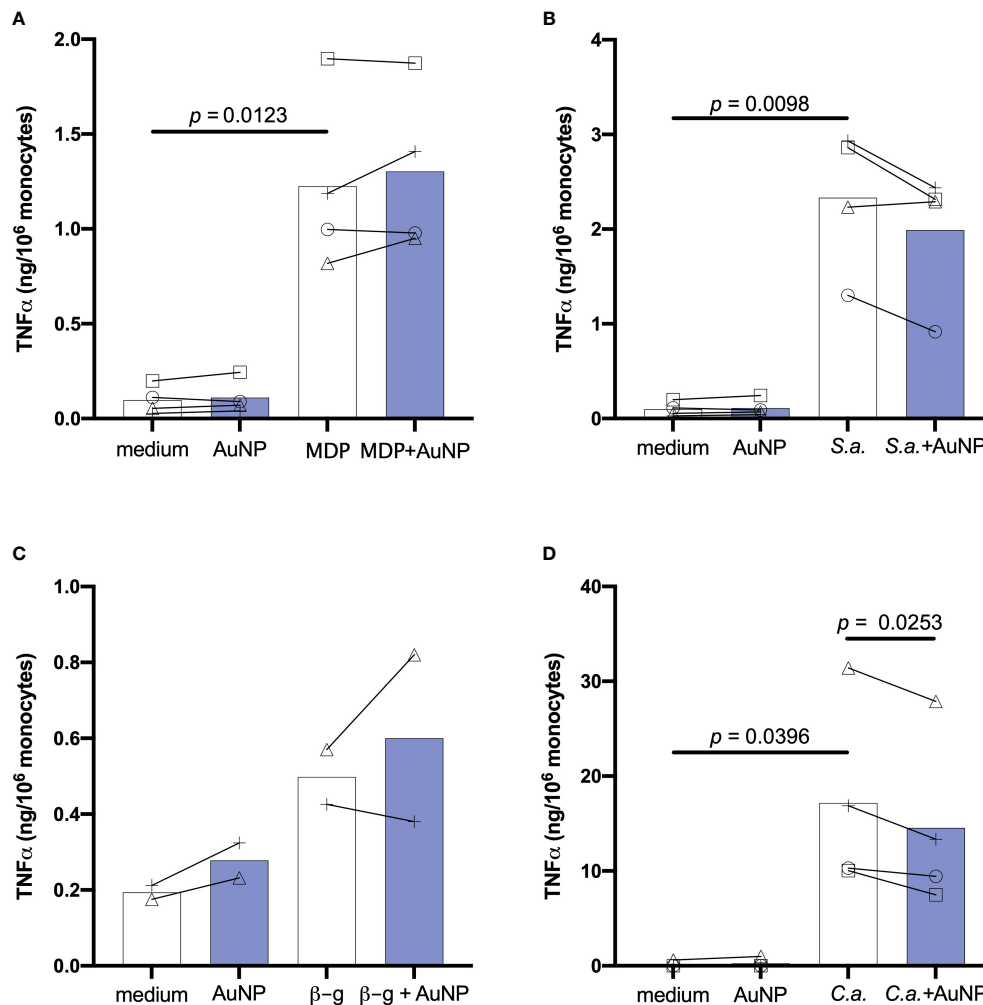 A
TNFα (ng/10⁶ monocytes)
2.0
1.5
1.0
0.5
0.0
p = 0.0123
medium AuNP MDP MDP+AuNP
B
TNFα (ng/10⁶ monocytes)
4
3
2
1
0
p = 0.0098
medium AuNP S.a. S.a.+AuNP
C
TNFα (ng/10⁶ monocytes)
1.0
0.8
0.6
0.4
0.2
0.0
medium AuNP β-g β-g + AuNP
D
TNFα (ng/10⁶ monocytes)
40
30
20
10
0
p = 0.0253
p = 0.0396
medium AuNP C.a. C.a.+AuNP